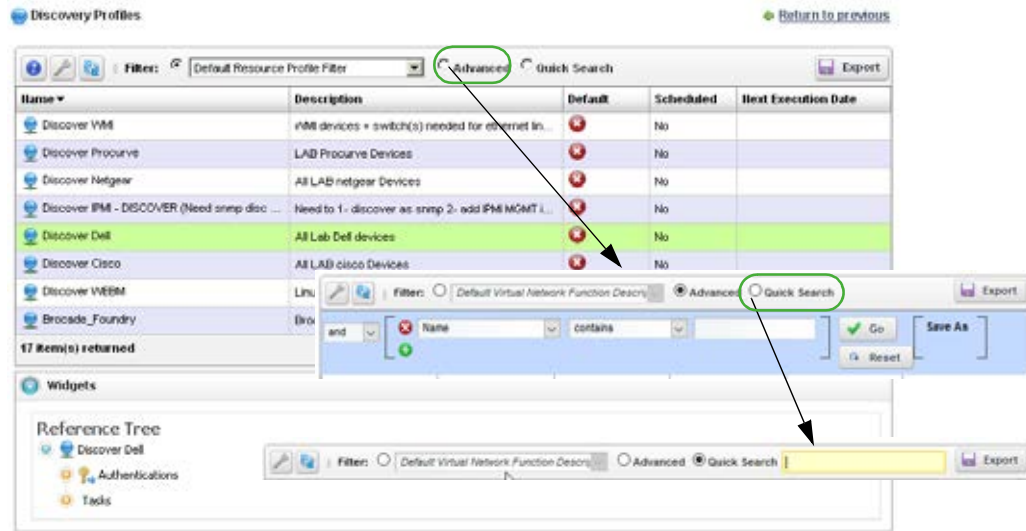 Discovery Profiles
Return to previous
Filter: Default Resource Profile Filter Advanced Quick Search Export
Name Description Default Scheduled Next Execution Date
Discover WMI WMI devices + switch(s) needed for ethernet lin... No
Discover Procurve LAB Procurve Devices No
Discover Netgear All LAB netgear Devices No
Discover IPMI - DISCOVER (Need snmp disc ... Need to 1- discover as snmp 2- add IPMI MGMT i... No
Discover Dell All Lab Dell devices No
Discover Cisco All LAB cisco Devices No
Discover WEBM Linu
Brocade_Foundry Broc
17 item(s) returned
Filter: Default Virtual Network Function Descrip Advanced Quick Search Export
and Name contains Go Save As
Reset
Widgets
Reference Tree
Discover Dell
Authentications
Tasks
Filter: Default Virtual Network Function Descrip Advanced Quick Search Export